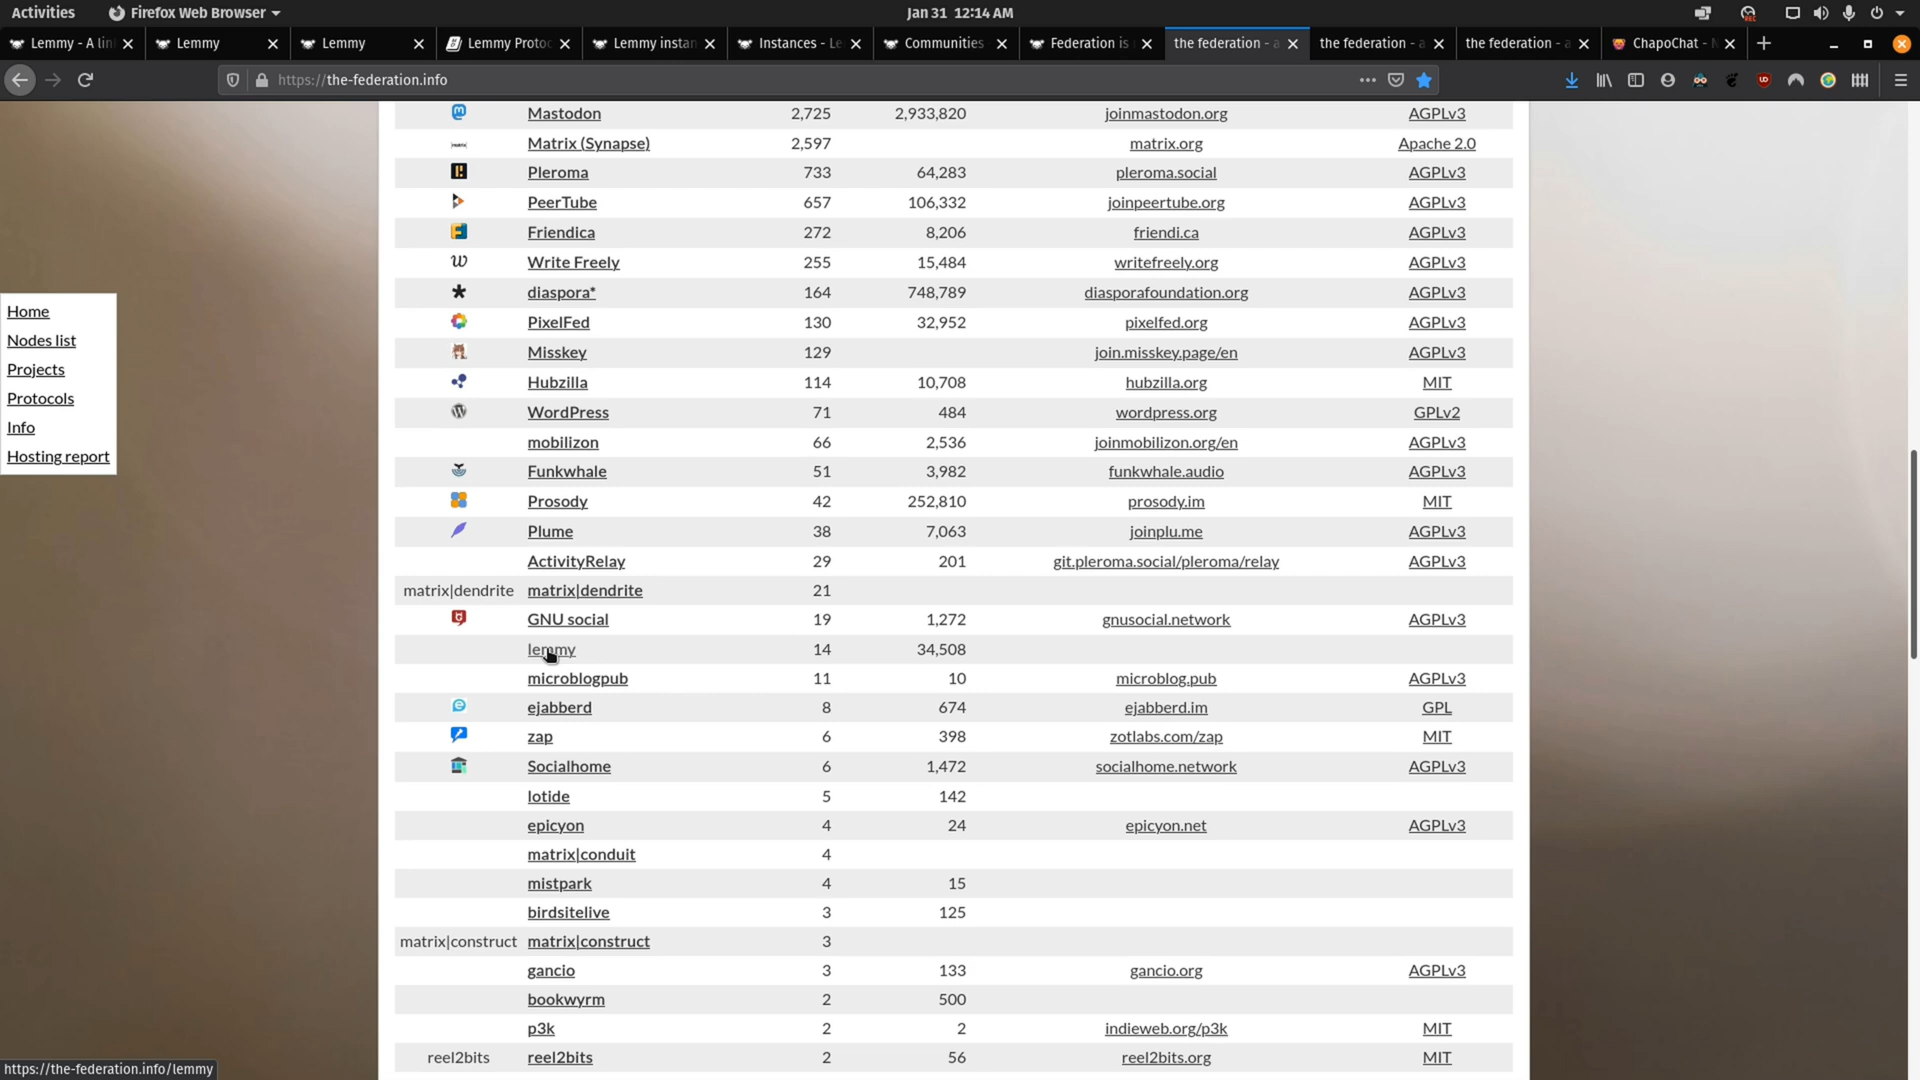 Activities Firefox Web Browser Jan 31 12:14 AM
Lemmy - A lin Lemmy Lemmy Lemmy Protoc Lemmy instan Instances - Le Communities Federation is the federation - a the federation - a the federation - a ChapoChat - N
https://the-federation.info
Mastodon 2,725 2,933,820 joinmastodon.org AGPLv3
Matrix (Synapse) 2,597 matrix.org Apache 2.0
Pleroma 733 64,283 pleroma.social AGPLv3
PeerTube 657 106,332 joinpeertube.org AGPLv3
Friendica 272 8,206 friendi.ca AGPLv3
Write Freely 255 15,484 writefreely.org AGPLv3
diaspora* 164 748,789 diasporafoundation.org AGPLv3
PixelFed 130 32,952 pixelfed.org AGPLv3
Misskey 129 join.misskey.page/en AGPLv3
Hubzilla 114 10,708 hubzilla.org MIT
WordPress 71 484 wordpress.org GPLv2
mobilizon 66 2,536 joinmobilizon.org/en AGPLv3
Funkwhale 51 3,982 funkwhale.audio AGPLv3
Prosody 42 252,810 prosody.im MIT
Plume 38 7,063 joinplu.me AGPLv3
ActivityRelay 29 201 git.pleroma.social/pleroma/relay AGPLv3
matrix|dendrite matrix|dendrite 21
GNU social 19 1,272 gnusocial.network AGPLv3
lemmy 14 34,508
microblogpub 11 10 microblog.pub AGPLv3
ejabberd 8 674 ejabberd.im GPL
zap 6 398 zotlabs.com/zap MIT
Socialhome 6 1,472 socialhome.network AGPLv3
lotide 5 142
epicyon 4 24 epicyon.net AGPLv3
matrix|conduit 4
mistpark 4 15
birdsitelive 3 125
matrix|construct matrix|construct 3
gancio 3 133 gancio.org AGPLv3
bookwyrm 2 500
p3k 2 2 indieweb.org/p3k MIT
reel2bits reel2bits 2 56 reel2bits.org MIT
Home
Nodes list
Projects
Protocols
Info
Hosting report
https://the-federation.info/lemmy